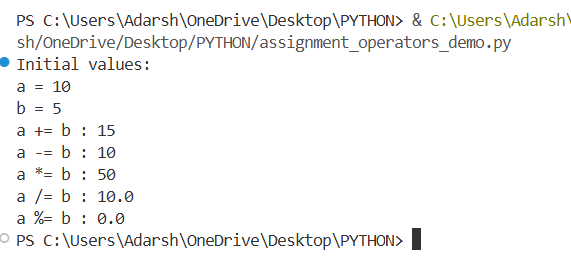 PS C:\Users\Adarsh\OneDrive\Desktop\PYTHON> & C:\Users\Adarsh\
sh/OneDrive/Desktop/PYTHON/assignment_operators_demo.py
Initial values:
a = 10
b = 5
a += b : 15
a -= b : 10
a *= b : 50
a /= b : 10.0
a %= b : 0.0
PS C:\Users\Adarsh\OneDrive\Desktop\PYTHON>